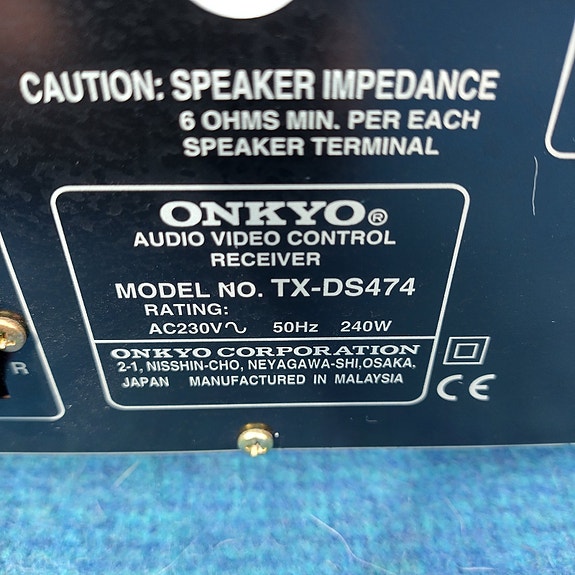 CAUTION: SPEAKER IMPEDANCE
6 OHMS MIN. PER EACH
SPEAKER TERMINAL
ONKYO®
AUDIO VIDEO CONTROL
RECEIVER
MODEL NO. TX-DS474
RATING:
AC230V∿ 50Hz 240W
ONKYO CORPORATION
2-1, NISSHIN-CHO, NEYAGAWA-SHI,OSAKA,
JAPAN MANUFACTURED IN MALAYSIA
CE
R